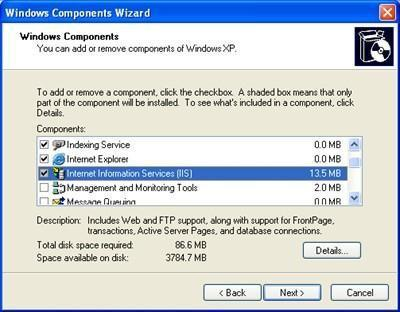 Windows Components Wizard
Windows Components
You can add or remove components of Windows XP.
To add or remove a component, click the checkbox. A shaded box means that only
part of the component will be installed. To see what's included in a component, click
Details.
Components:
Indexing Service 0.0 MB
Internet Explorer 0.0 MB
Internet Information Services (IIS) 13.5 MB
Management and Monitoring Tools 2.0 MB
Message Queuing 0.0 MB
Description: Includes Web and FTP support, along with support for FrontPage,
transactions, Active Server Pages, and database connections.
Total disk space required: 86.6 MB
Space available on disk: 3784.7 MB
Details...
< Back Next > Cancel